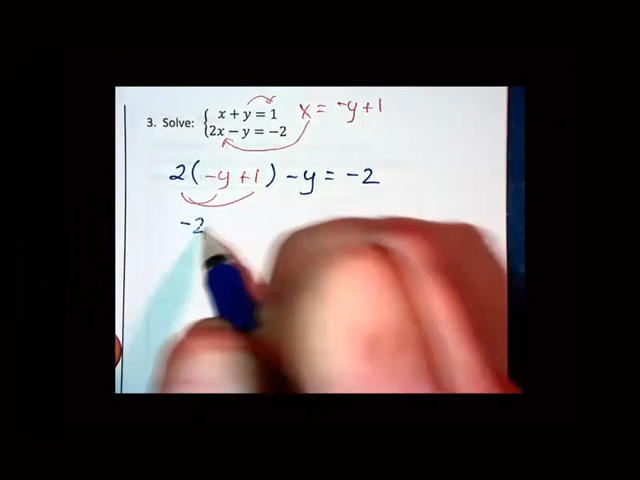 3. Solve: { x + y = 1 x = -y+1
2x − y = −2
2(-y+1) -y = -2
-2